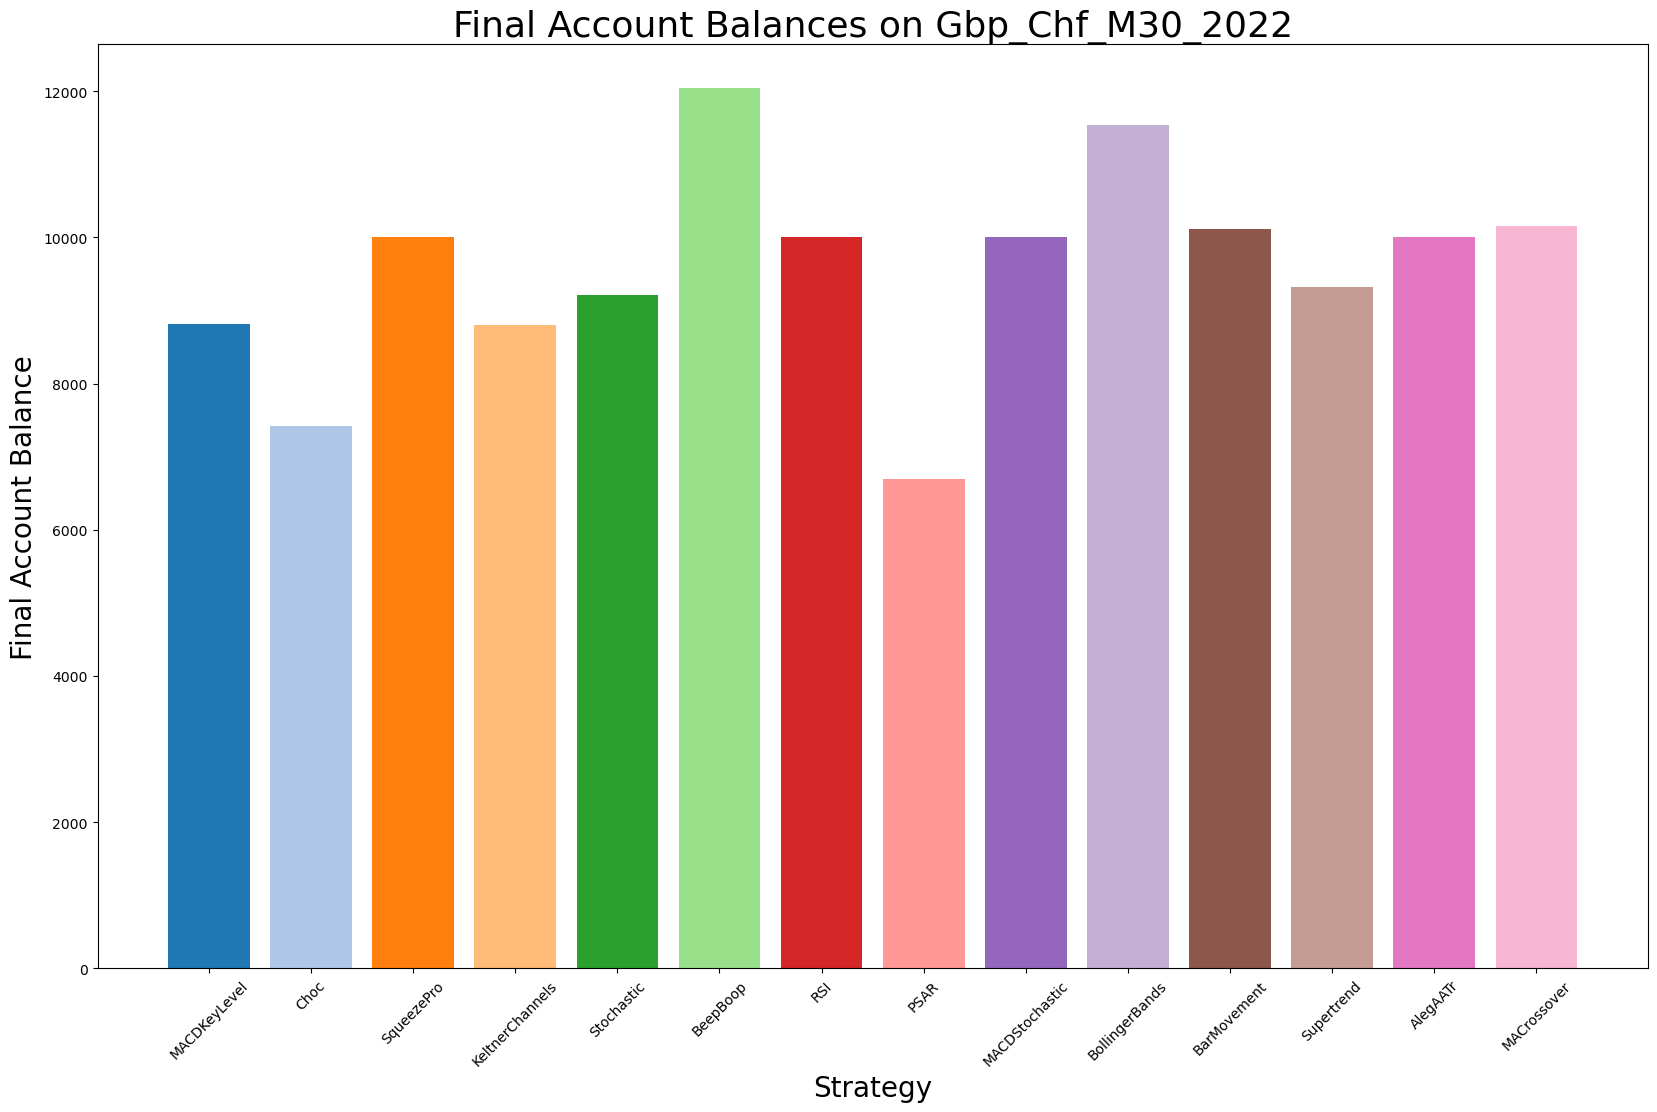 Final Account Balances on Gbp_Chf_M30_2022
Final Account Balance
12000
10000
8000
6000
4000
2000
0
MACDKeyLevel
Choc
SqueezePro
KeltnerChannels
Stochastic
BeepBoop
RSI
PSAR
MACDStochastic
BollingerBands
BarMovement
Supertrend
AlegAATr
MACrossover
Strategy